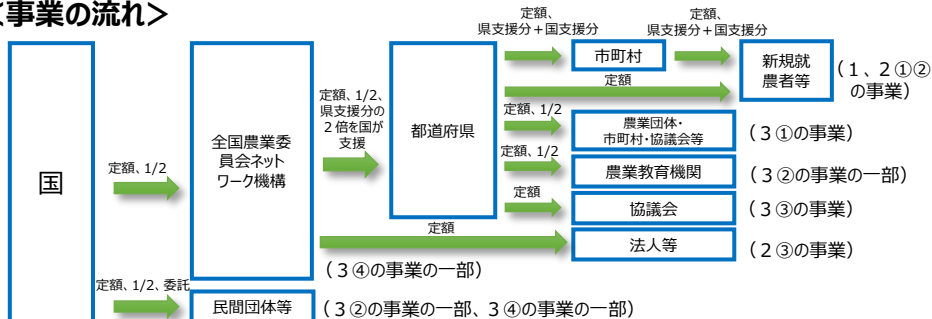 <事業の流れ>
定額、
県支援分＋国支援分
定額、
県支援分＋国支援分
市町村
新規就
農者等
（１、２①②
の事業）
定額
定額、1/2、
県支援分の
２倍を国が
支援
都道府県
定額、1/2
農業団体・
市町村・協議会等
（３①の事業）
全国農業委
員会ネット
ワーク機構
定額、1/2
農業教育機関
（３②の事業の一部）
国
定額、1/2
定額
協議会
（３③の事業）
定額
法人等
（２③の事業）
（３④の事業の一部）
定額、1/2、委託
民間団体等
（３②の事業の一部、３④の事業の一部）